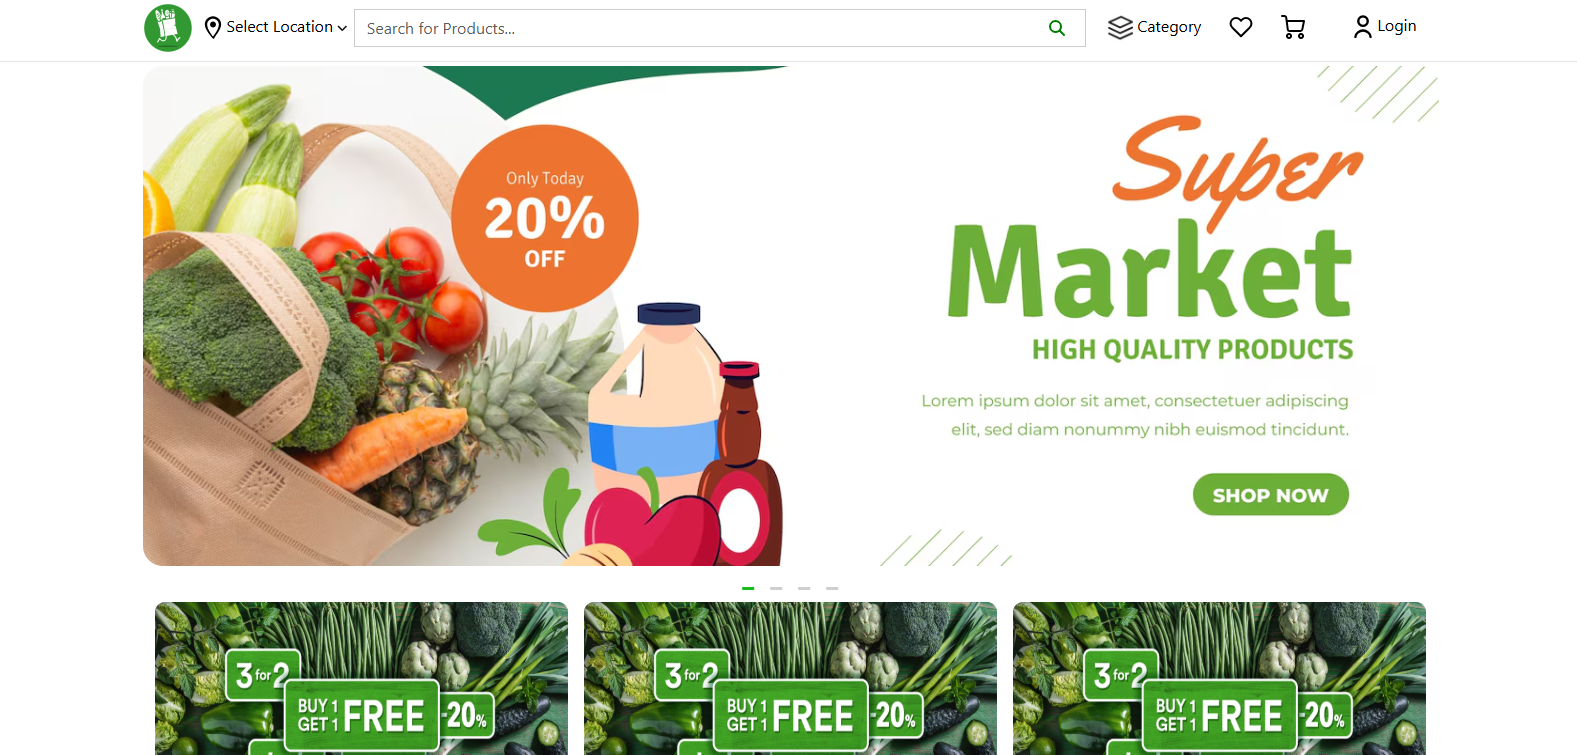 Select Location
Search for Products...
Category
Login
Only Today
20%
OFF
Super
Market
HIGH QUALITY PRODUCTS
Lorem ipsum dolor sit amet, consectetuer adipiscing
elit, sed diam nonummy nibh euismod tincidunt.
SHOP NOW
3 for 2
BUY 1
GET 1 FREE
-20%
3 for 2
BUY 1
GET 1 FREE
-20%
3 for 2
BUY 1
GET 1 FREE
-20%